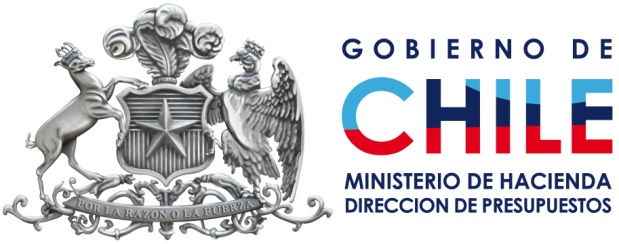 POR LA RAZON O LA FUERZA
GOBIERNO DE
CHILE
MINISTERIO DE HACIENDA
DIRECCION DE PRESUPUESTOS